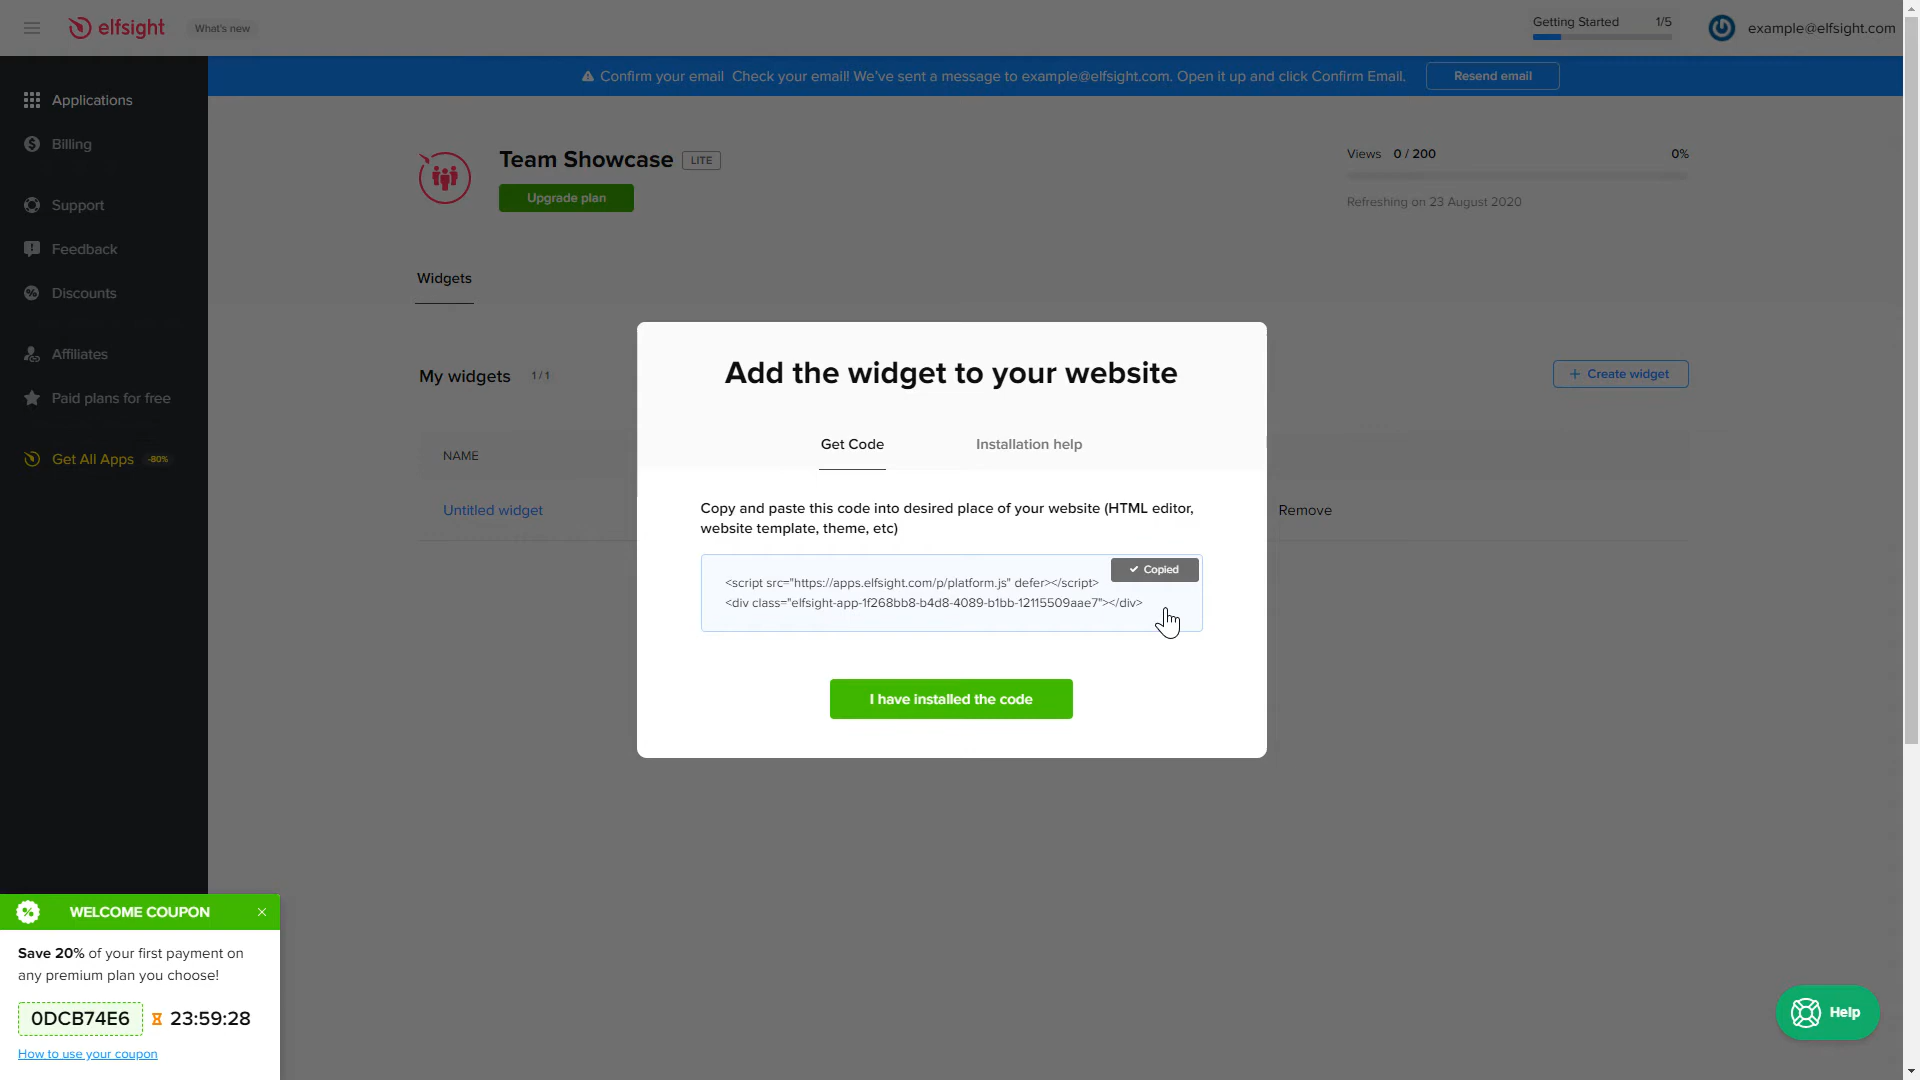 elfsight
What's new
Getting Started 1/5
example@elfsight.com
Confirm your email Check your email! We've sent a message to example@elfsight.com. Open it up and click Confirm Email.
Resend email
Applications
Billing
Support
Feedback
Discounts
Affiliates
Paid plans for free
Get All Apps -80%
Team Showcase LITE
Upgrade plan
Views 0 / 200 0%
Refreshing on 23 August 2020
Widgets
My widgets 1 / 1
+ Create widget
NAME
Untitled widget
Remove
Add the widget to your website
Get Code
Installation help
Copy and paste this code into desired place of your website (HTML editor,
website template, theme, etc)
Copied
<script src="https://apps.elfsight.com/p/platform.js" defer></script>
<div class="elfsight-app-1f268bb8-b4d8-4089-b1bb-12115509aae7"></div>
I have installed the code
WELCOME COUPON
Save 20% of your first payment on
any premium plan you choose!
0DCB74E6 23:59:28
How to use your coupon
Help